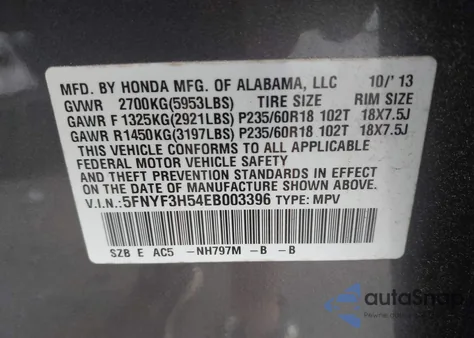 MFD. BY HONDA MFG. OF ALABAMA, LLC 10/'13
GVWR 2700KG(5953LBS) TIRE SIZE RIM SIZE
GAWR F 1325KG(2921LBS) P235/60R18 102T 18X7.5J
GAWR R1450KG(3197LBS) P235/60R18 102T 18X7.5J
THIS VEHICLE CONFORMS TO ALL APPLICABLE
FEDERAL MOTOR VEHICLE SAFETY
AND THEFT PREVENTION STANDARDS IN EFFECT ON
THE DATE OF MANUFACTURE SHOWN ABOVE.
V.I.N.:5FNYF3H54EB003396 TYPE: MPV
SZB E AC5 -NH797M -B -B
autoSnap